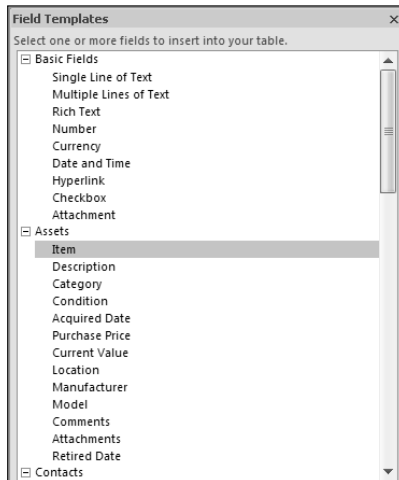 Field Templates
Select one or more fields to insert into your table.
Basic Fields
Single Line of Text
Multiple Lines of Text
Rich Text
Number
Currency
Date and Time
Hyperlink
Checkbox
Attachment
Assets
Item
Description
Category
Condition
Acquired Date
Purchase Price
Current Value
Location
Manufacturer
Model
Comments
Attachments
Retired Date
Contacts